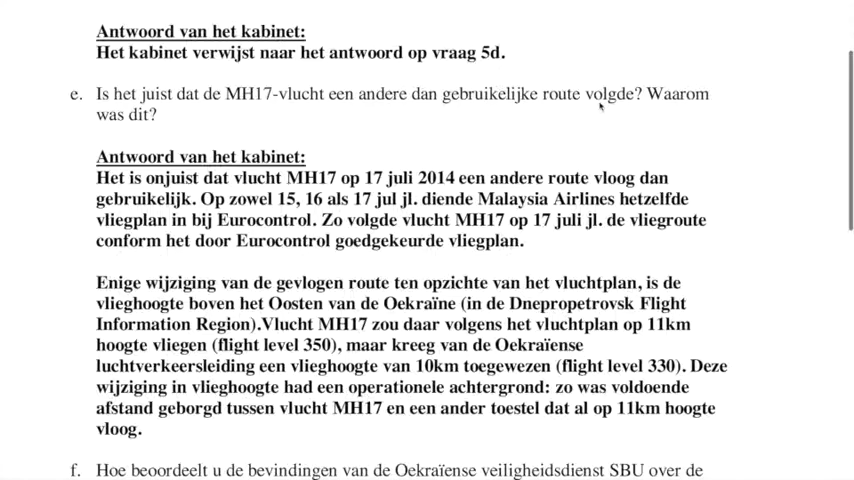 Antwoord van het kabinet:
Het kabinet verwijst naar het antwoord op vraag 5d.
e. Is het juist dat de MH17-vlucht een andere dan gebruikelijke route volgde? Waarom
was dit?
Antwoord van het kabinet:
Het is onjuist dat vlucht MH17 op 17 juli 2014 een andere route vloog dan
gebruikelijk. Op zowel 15, 16 als 17 jul jl. diende Malaysia Airlines hetzelfde
vliegplan in bij Eurocontrol. Zo volgde vlucht MH17 op 17 juli jl. de vliegroute
conform het door Eurocontrol goedgekeurde vliegplan.
Enige wijziging van de gevlogen route ten opzichte van het vluchtplan, is de
vlieghoogte boven het Oosten van de Oekraïne (in de Dnepropetrovsk Flight
Information Region).Vlucht MH17 zou daar volgens het vluchtplan op 11km
hoogte vliegen (flight level 350), maar kreeg van de Oekraïense
luchtverkeersleiding een vlieghoogte van 10km toegewezen (flight level 330). Deze
wijziging in vlieghoogte had een operationele achtergrond: zo was voldoende
afstand geborgd tussen vlucht MH17 en een ander toestel dat al op 11km hoogte
vloog.
f. Hoe beoordeelt u de bevindingen van de Oekraïense veiligheidsdienst SBU over de